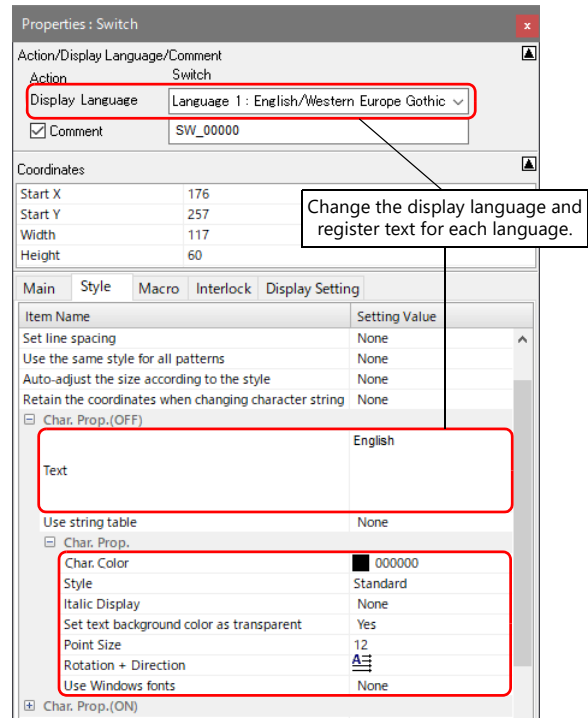 Properties : Switch
x
Action/Display Language/Comment
Action Switch
Display Language Language 1 : English/Western Europe Gothic
Comment SW_00000
Coordinates
Start X 176
Start Y 257
Width 117
Height 60
Change the display language and
register text for each language.
Main Style Macro Interlock Display Setting
Item Name Setting Value
Set line spacing None
Use the same style for all patterns None
Auto-adjust the size according to the style None
Retain the coordinates when changing character string None
Char. Prop.(OFF)
English
Text
Use string table None
Char. Prop.
Char. Color 000000
Style Standard
Italic Display None
Set text background color as transparent Yes
Point Size 12
Rotation + Direction A
Use Windows fonts None
Char. Prop.(ON)